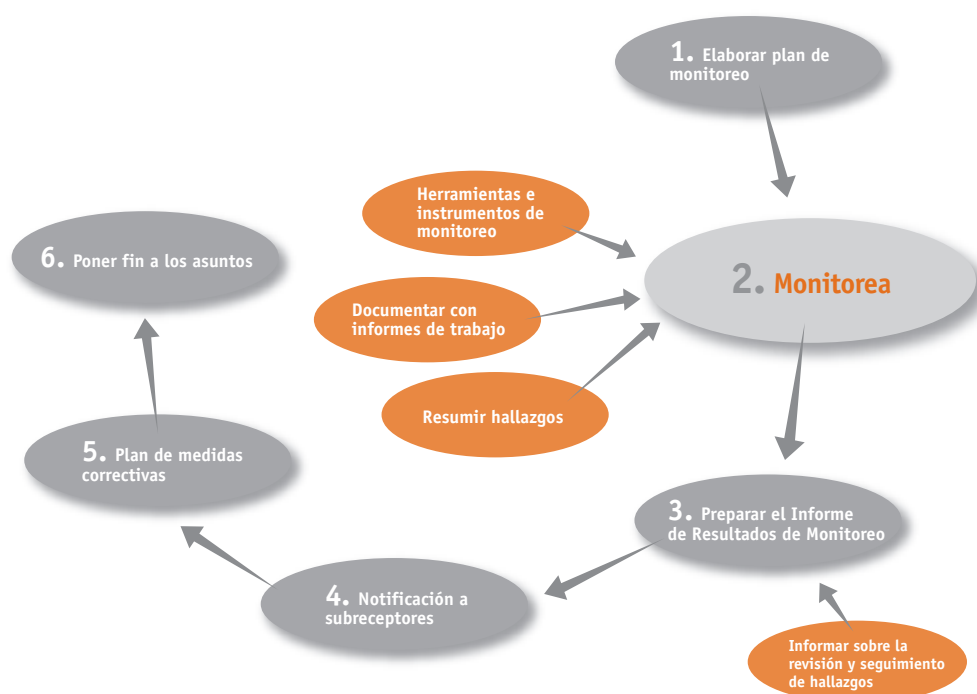 1. Elaborar plan de
monitoreo
Herramientas e
instrumentos de
monitoreo
2. Monitorea
6. Poner fin a los asuntos
Documentar con
informes de trabajo
Resumir hallazgos
5. Plan de medidas
correctivas
3. Preparar el Informe
de Resultados de Monitoreo
4. Notificación a
subreceptores
Informar sobre la
revisión y seguimiento
de hallazgos